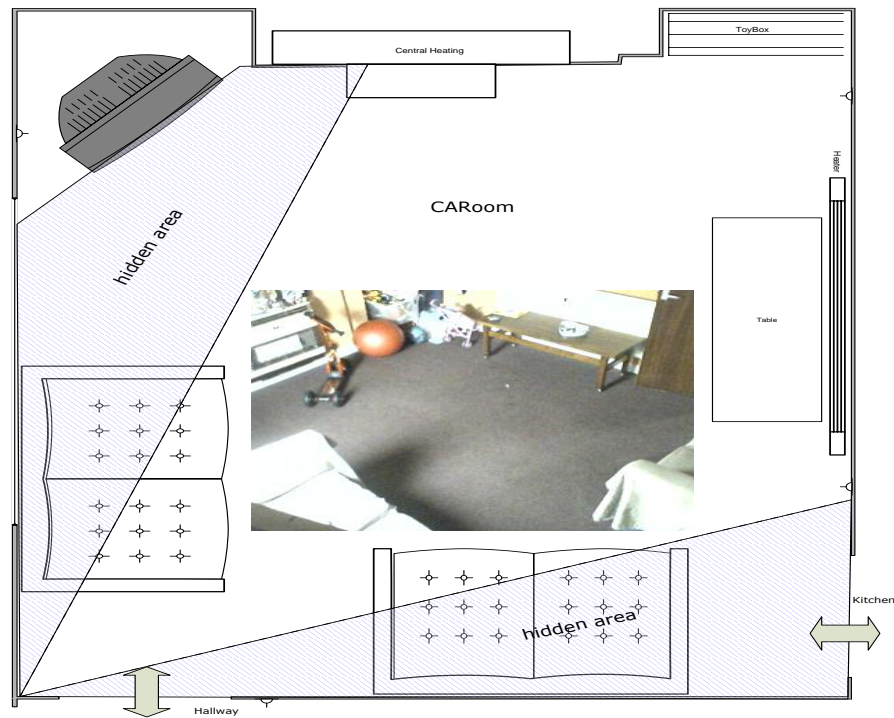 ToyBox
Central Heating
Heater
CARoom
hidden area
Table
Kitchen
hidden area
Hallway